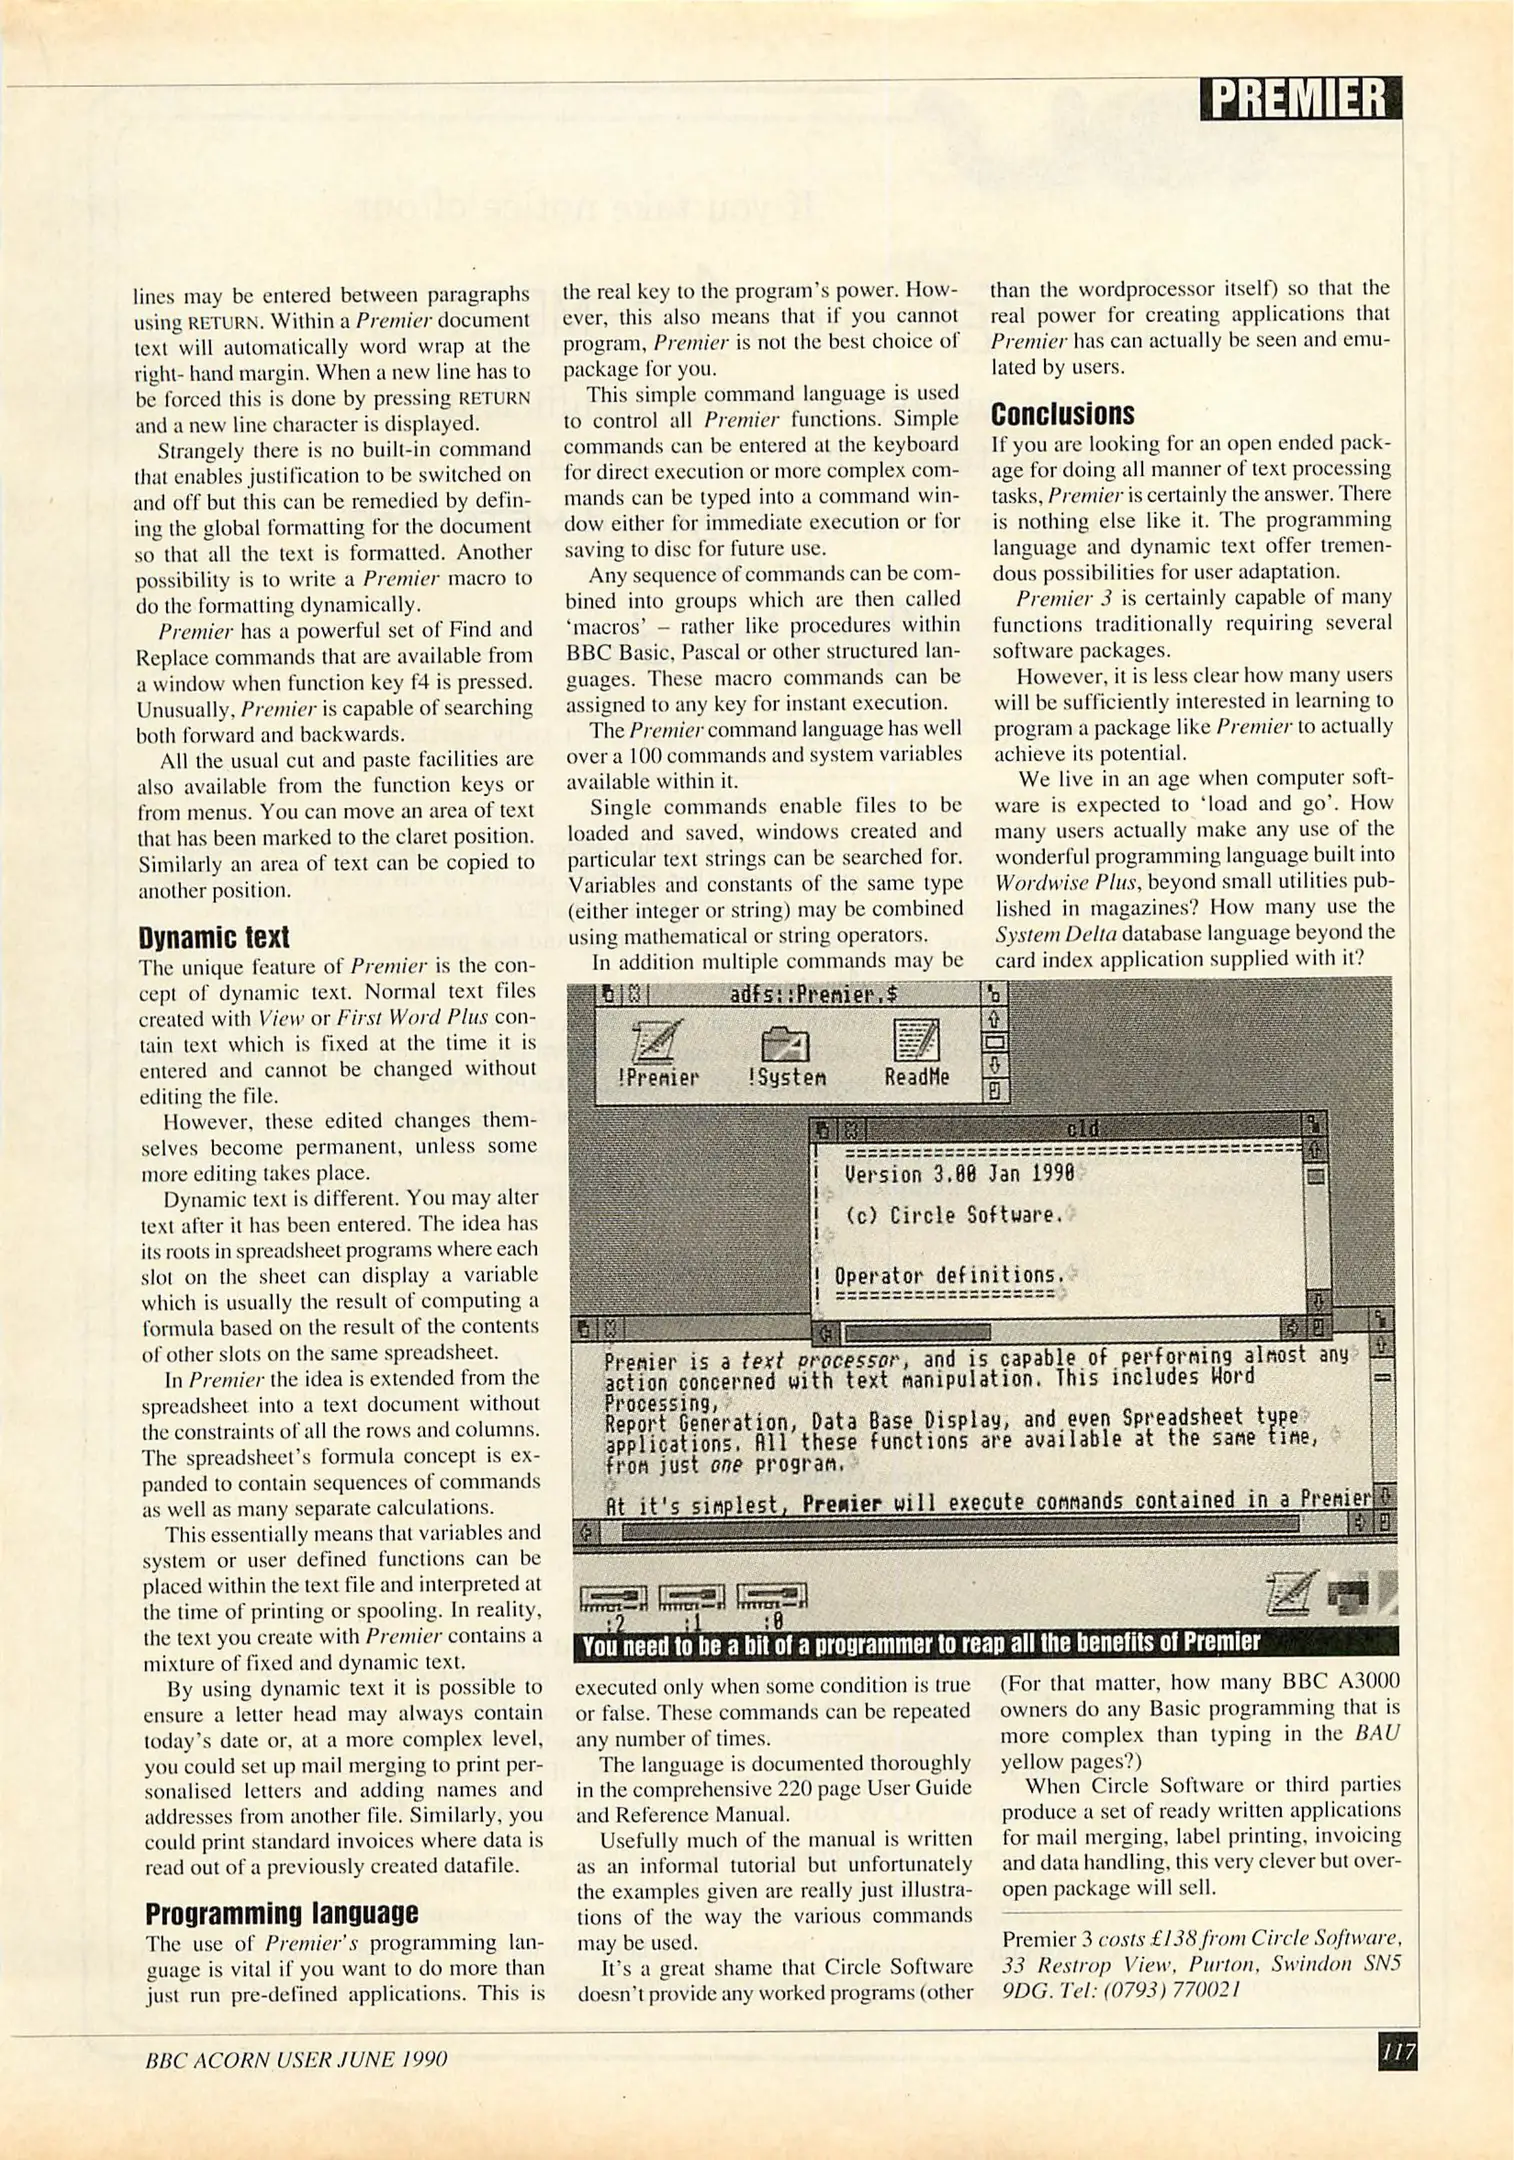 PREMIER
lines may be entered between paragraphs
using RETURN. Within a Premier document
text will automatically word wrap at the
right- hand margin. When a new line has to
be forced this is done by pressing RETURN
and a new line character is displayed.
Strangely there is no built-in command
that enables justification to be switched on
and off but this can be remedied by defin-
ing the global formatting for the document
so that all the text is formatted. Another
possibility is to write a Premier macro to
do the formatting dynamically.
Premier has a powerful set of Find and
Replace commands that are available from
a window when function key f4 is pressed.
Unusually, Premier is capable of searching
both forward and backwards.
All the usual cut and paste facilities are
also available from the function keys or
from menus. You can move an area of text
that has been marked to the claret position.
Similarly an area of text can be copied to
another position.
Dynamic text
The unique feature of Premier is the con-
cept of dynamic text. Normal text files
created with View or First Word Plus con-
tain text which is fixed at the time it is
entered and cannot be changed without
editing the file.
However, these edited changes them-
selves become permanent, unless some
more editing takes place.
Dynamic text is different. You may alter
text after it has been entered. The idea has
its roots in spreadsheet programs where each
slot on the sheet can display a variable
which is usually the result of computing a
formula based on the result of the contents
of other slots on the same spreadsheet.
In Premier the idea is extended from the
spreadsheet into a text document without
the constraints of all the rows and columns.
The spreadsheet's formula concept is ex-
panded to contain sequences of commands
as well as many separate calculations.
This essentially means that variables and
system or user defined functions can be
placed within the text file and interpreted at
the time of printing or spooling. In reality,
the text you create with Premier contains a
mixture of fixed and dynamic text.
By using dynamic text it is possible to
ensure a letter head may always contain
today's date or, at a more complex level,
you could set up mail merging to print per-
sonalised letters and adding names and
addresses from another file. Similarly, you
could print standard invoices where data is
read out of a previously created datafile.
Programming language
The use of Premier's programming lan-
guage is vital if you want to do more than
just run pre-defined applications. This is
the real key to the program's power. How-
ever, this also means that if you cannot
program, Premier is not the best choice of
package for you.
This simple command language is used
to control all Premier functions. Simple
commands can be entered at the keyboard
for direct execution or more complex com-
mands can be typed into a command win-
dow either for immediate execution or for
saving to disc for future use.
Any sequence of commands can be com-
bined into groups which are then called
'macros' – rather like procedures within
BBC Basic, Pascal or other structured lan-
guages. These macro commands can be
assigned to any key for instant execution.
The Premier command language has well
over a 100 commands and system variables
available within it.
Single commands enable files to be
loaded and saved, windows created and
particular text strings can be searched for.
Variables and constants of the same type
(either integer or string) may be combined
using mathematical or string operators.
In addition multiple commands may be
adfs::Premier.$
!Premier !System ReadMe
cld
! ==========================================
! Version 3.00 Jan 1990
!
! (c) Circle Software.
!
! Operator definitions.
! ======================
Premier is a text processor, and is capable of performing almost any
action concerned with text manipulation. This includes Word
Processing,
Report Generation, Data Base Display, and even Spreadsheet type
applications. All these functions are available at the same time,
from just one program.
At it's simplest, Premier will execute commands contained in a Premier
:2 :1 :0
You need to be a bit of a programmer to reap all the benefits of Premier
executed only when some condition is true
or false. These commands can be repeated
any number of times.
The language is documented thoroughly
in the comprehensive 220 page User Guide
and Reference Manual.
Usefully much of the manual is written
as an informal tutorial but unfortunately
the examples given are really just illustra-
tions of the way the various commands
may be used.
It's a great shame that Circle Software
doesn't provide any worked programs (other
than the wordprocessor itself) so that the
real power for creating applications that
Premier has can actually be seen and emu-
lated by users.
Conclusions
If you are looking for an open ended pack-
age for doing all manner of text processing
tasks, Premier is certainly the answer. There
is nothing else like it. The programming
language and dynamic text offer tremen-
dous possibilities for user adaptation.
Premier 3 is certainly capable of many
functions traditionally requiring several
software packages.
However, it is less clear how many users
will be sufficiently interested in learning to
program a package like Premier to actually
achieve its potential.
We live in an age when computer soft-
ware is expected to 'load and go'. How
many users actually make any use of the
wonderful programming language built into
Wordwise Plus, beyond small utilities pub-
lished in magazines? How many use the
System Delta database language beyond the
card index application supplied with it?
(For that matter, how many BBC A3000
owners do any Basic programming that is
more complex than typing in the BAU
yellow pages?)
When Circle Software or third parties
produce a set of ready written applications
for mail merging, label printing, invoicing
and data handling, this very clever but over-
open package will sell.
Premier 3 costs £138 from Circle Software,
33 Restrop View, Purton, Swindon SN5
9DG. Tel: (0793) 770021
BBC ACORN USER JUNE 1990
117